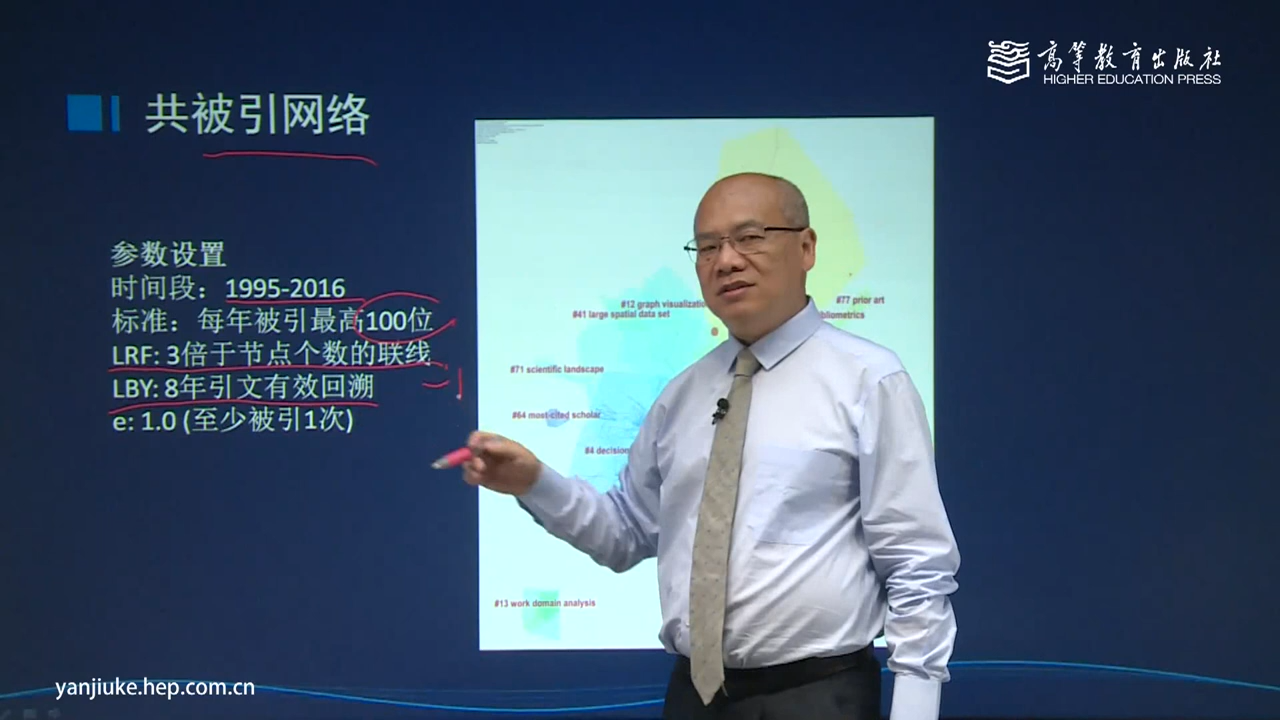 高等教育出版社
HIGHER EDUCATION PRESS
共被引网络
参数设置
时间段：1995-2016
标准：每年被引最高100位
LRF: 3倍于节点个数的联线
LBY: 8年引文有效回溯
e: 1.0 (至少被引1次)
#12 graph visualizatio
#41 large spatial data set
#77 prior art
bliometrics
#71 scientific landscape
#64 most-cited scholar
#4 decision
#13 work domain analysis
yanjiuke.hep.com.cn